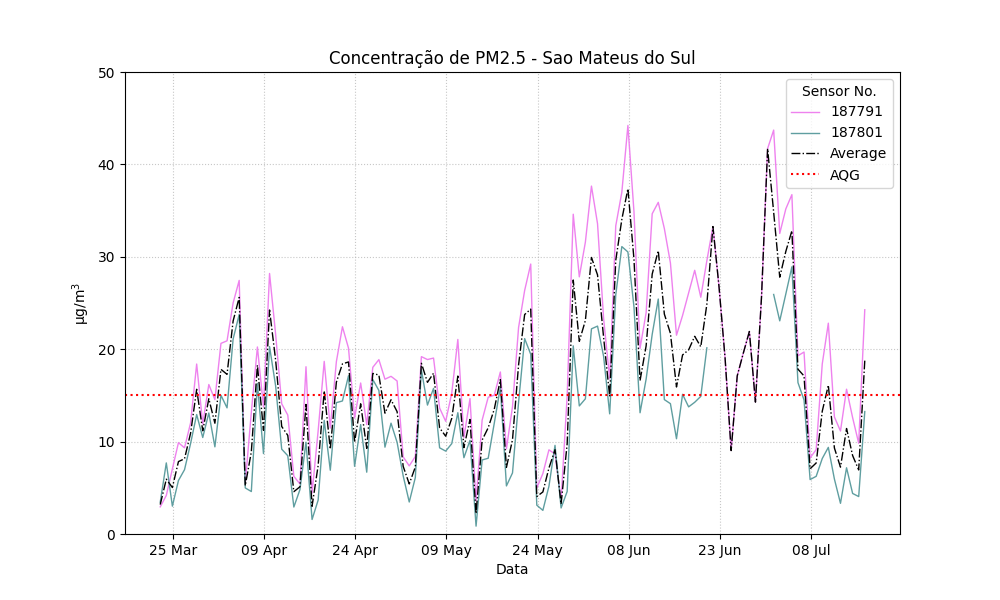 Concentração de PM2.5 - Sao Mateus do Sul
50
40
30
20
10
0
µg/m³
Sensor No.
187791
187801
Average
AQG
25 Mar
09 Apr
24 Apr
09 May
24 May
08 Jun
23 Jun
08 Jul
Data